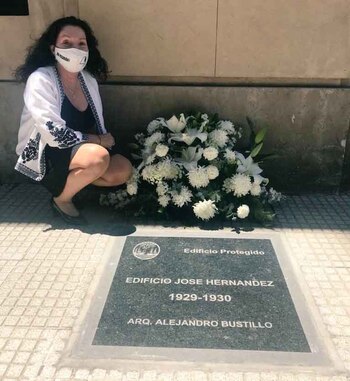 Edificio Protegido
EDIFICIO JOSE HERNANDEZ
1929-1930
ARQ. ALEJANDRO BUSTILLO